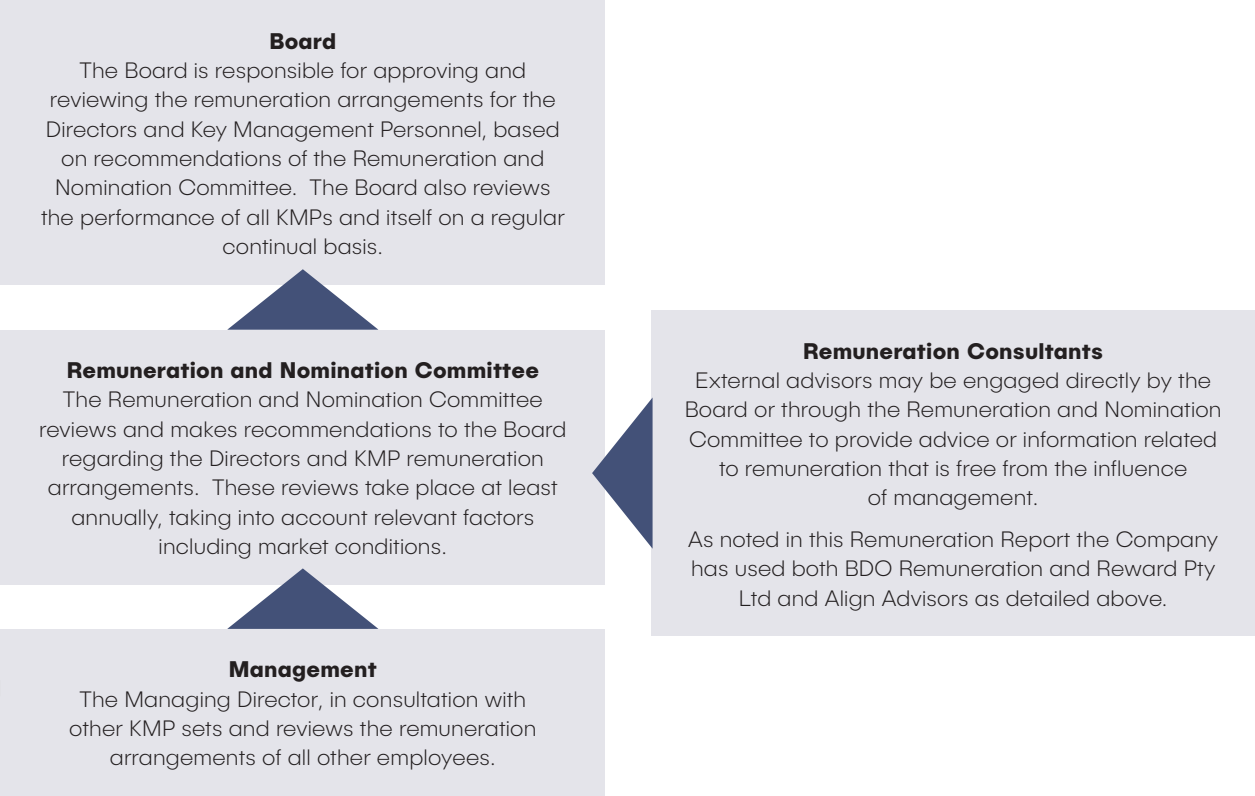 Board
The Board is responsible for approving and
reviewing the remuneration arrangements for the
Directors and Key Management Personnel, based
on recommendations of the Remuneration and
Nomination Committee.  The Board also reviews
the performance of all KMPs and itself on a regular
continual basis.
Remuneration and Nomination Committee
The Remuneration and Nomination Committee
reviews and makes recommendations to the Board
regarding the Directors and KMP remuneration
arrangements.  These reviews take place at least
annually, taking into account relevant factors
including market conditions.
Remuneration Consultants
External advisors may be engaged directly by the
Board or through the Remuneration and Nomination
Committee to provide advice or information related
to remuneration that is free from the influence
of management.
As noted in this Remuneration Report the Company
has used both BDO Remuneration and Reward Pty
Ltd and Align Advisors as detailed above.
Management
The Managing Director, in consultation with
other KMP sets and reviews the remuneration
arrangements of all other employees.